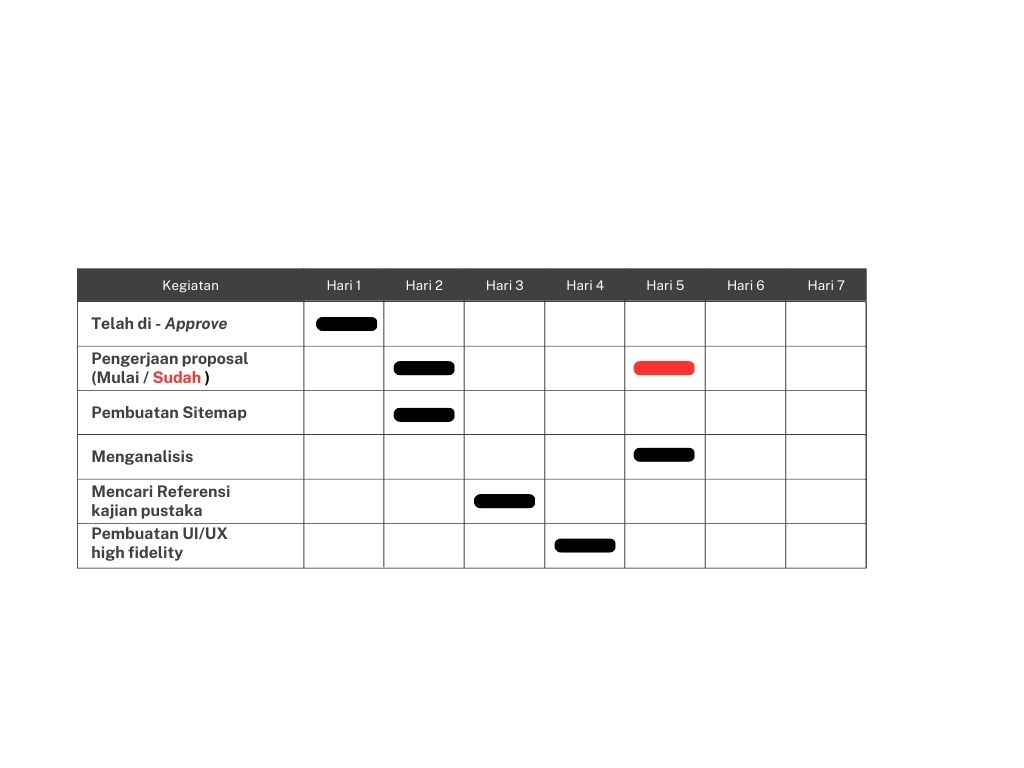 Kegiatan Hari 1 Hari 2 Hari 3 Hari 4 Hari 5 Hari 6 Hari 7
Telah di - Approve
Pengerjaan proposal
(Mulai / Sudah )
Pembuatan Sitemap
Menganalisis
Mencari Referensi
kajian pustaka
Pembuatan UI/UX
high fidelity